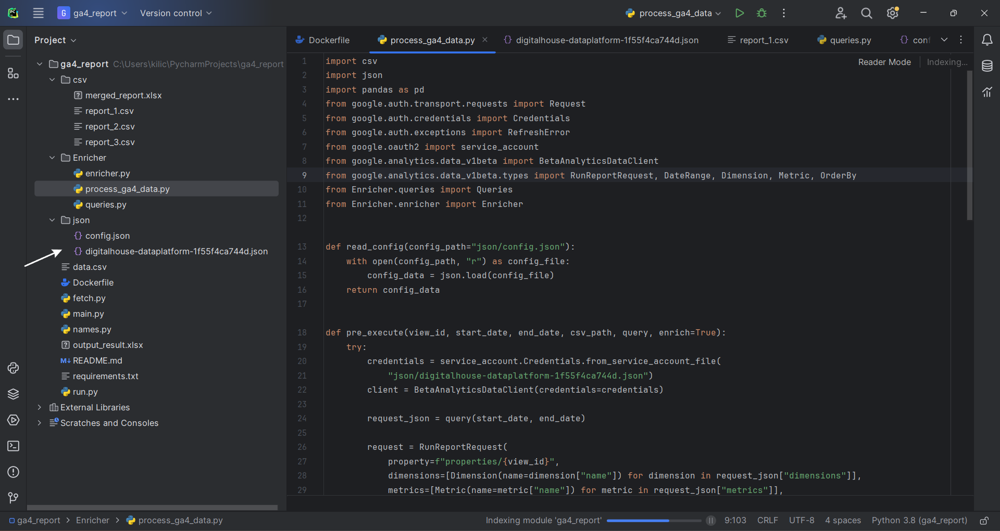 G ga4_report Version control process_ga4_data
Project
ga4_report C:\Users\kilic\PycharmProjects\ga4_report
csv
merged_report.xlsx
report_1.csv
report_2.csv
report_3.csv
Enricher
enricher.py
process_ga4_data.py
queries.py
json
config.json
digitalhouse-dataplatform-1f55f4ca744d.json
data.csv
Dockerfile
fetch.py
main.py
names.py
output_result.xlsx
README.md
requirements.txt
run.py
External Libraries
Scratches and Consoles
Dockerfile process_ga4_data.py digitalhouse-dataplatform-1f55f4ca744d.json report_1.csv queries.py conf
Reader Mode Indexing...
1 import csv
2 import json
3 import pandas as pd
4 from google.auth.transport.requests import Request
5 from google.auth.credentials import Credentials
6 from google.auth.exceptions import RefreshError
7 from google.oauth2 import service_account
8 from google.analytics.data_v1beta import BetaAnalyticsDataClient
9 from google.analytics.data_v1beta.types import RunReportRequest, DateRange, Dimension, Metric, OrderBy
10 from Enricher.queries import Queries
11 from Enricher.enricher import Enricher
12
13 def read_config(config_path="json/config.json"):
14 with open(config_path, "r") as config_file:
15 config_data = json.load(config_file)
16 return config_data
17
18 def pre_execute(view_id, start_date, end_date, csv_path, query, enrich=True):
19 try:
20 credentials = service_account.Credentials.from_service_account_file(
21 "json/digitalhouse-dataplatform-1f55f4ca744d.json")
22 client = BetaAnalyticsDataClient(credentials=credentials)
23
24 request_json = query(start_date, end_date)
25
26 request = RunReportRequest(
27 property=f"properties/{view_id}",
28 dimensions=[Dimension(name=dimension["name"]) for dimension in request_json["dimensions"]],
29 metrics=[Metric(name=metric["name"]) for metric in request_json["metrics"]],
ga4_report > Enricher > process_ga4_data.py Indexing module 'ga4_report' 9:103 CRLF UTF-8 4 spaces Python 3.8 (ga4_report)